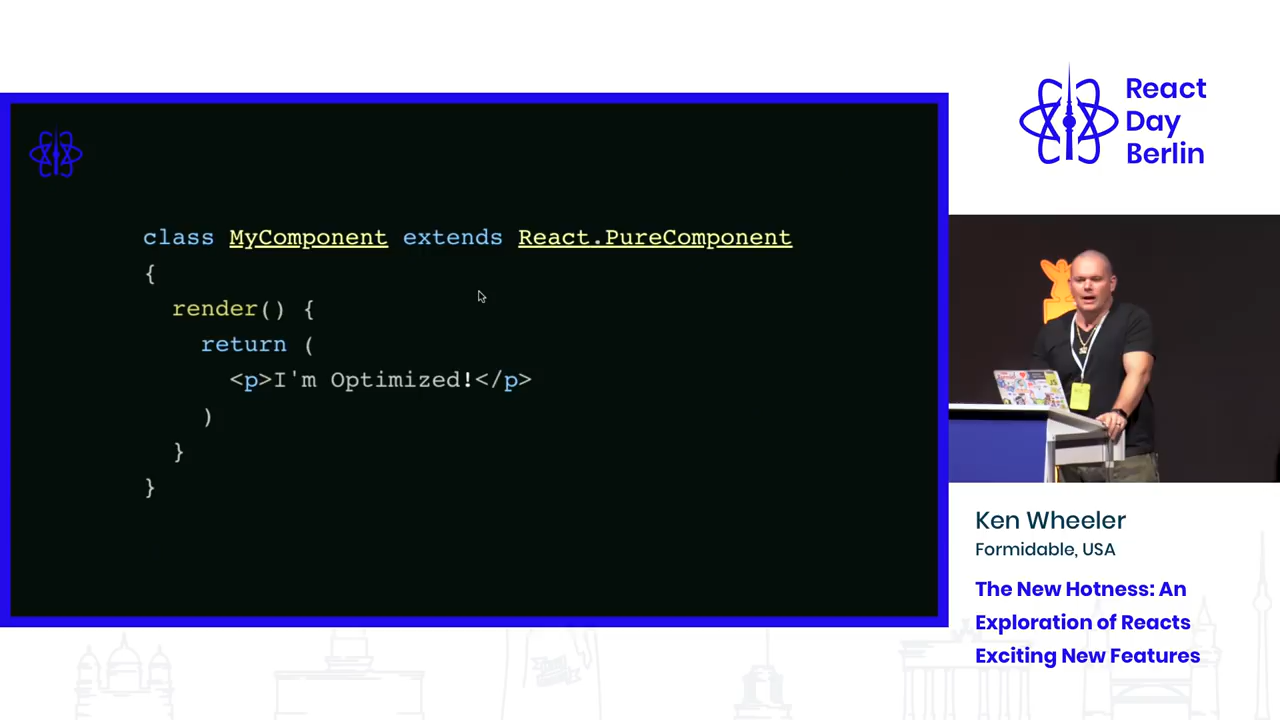 class MyComponent extends React.PureComponent
{
render() {
return (
<p>I'm Optimized!</p>
)
}
}
React
Day
Berlin
Ken Wheeler
Formidable, USA
The New Hotness: An
Exploration of Reacts
Exciting New Features